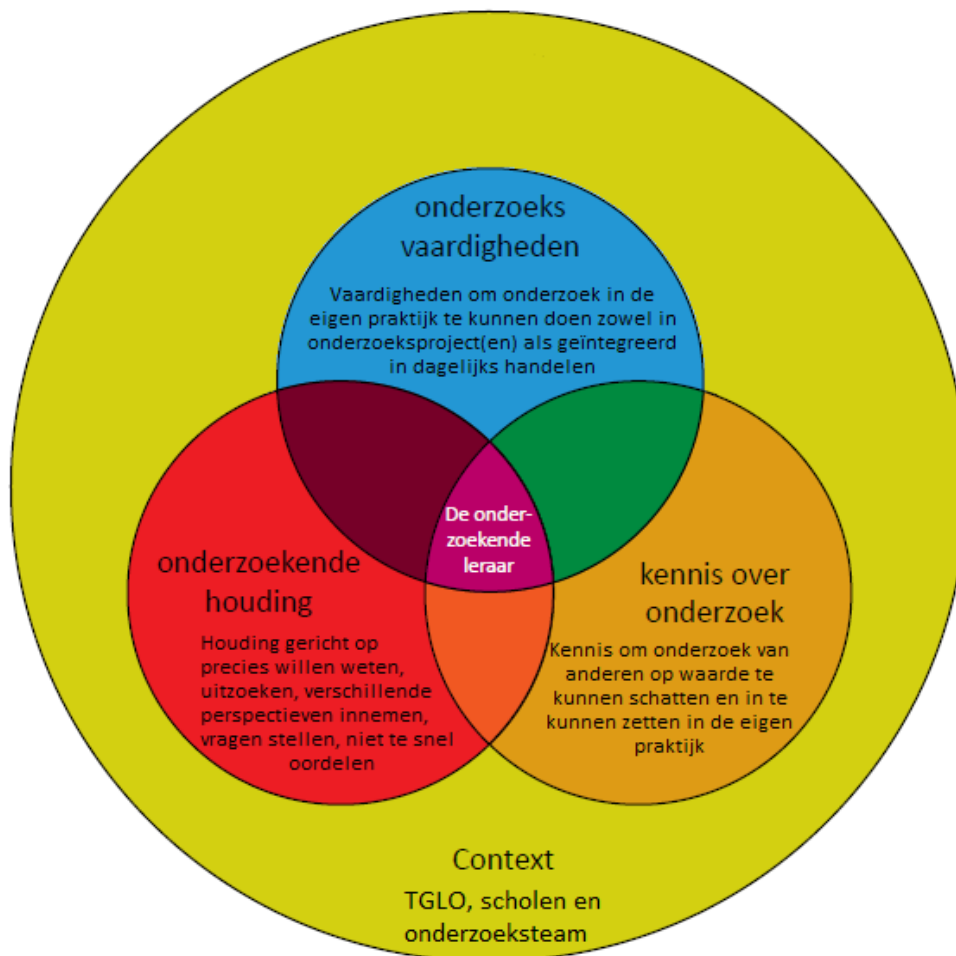 onderzoeks
vaardigheden
Vaardigheden om onderzoek in de
eigen praktijk te kunnen doen zowel in
onderzoeksproject(en) als geïntegreerd
in dagelijks handelen
De onder-
zoekende
leraar
onderzoekende
houding
Houding gericht op
precies willen weten,
uitzoeken, verschillende
perspectieven innemen,
vragen stellen, niet te snel
oordelen
kennis over
onderzoek
Kennis om onderzoek van
anderen op waarde te
kunnen schatten en in te
kunnen zetten in de eigen
praktijk
Context
TGLO, scholen en
onderzoeksteam